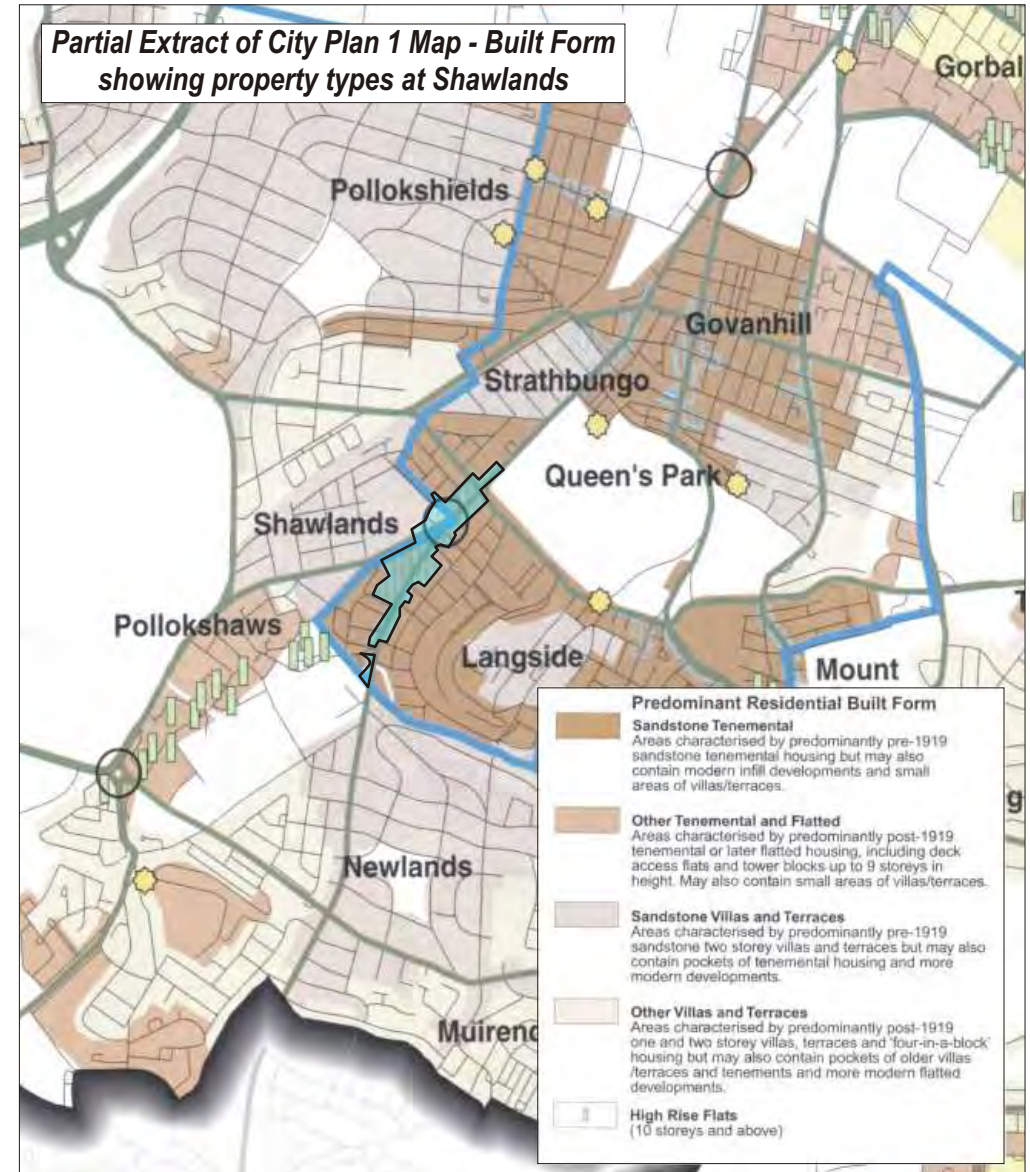 Partial Extract of City Plan 1 Map - Built Form
showing property types at Shawlands
Gorbal
Pollokshields
Govanhill
Strathbungo
Queen's Park
Shawlands
Pollokshaws
Langside
Mount
Newlands
Muirend
g
Predominant Residential Built Form
Sandstone Tenemental
Areas characterised by predominantly pre-1919
sandstone tenemental housing but may also
contain modern infill developments and small
areas of villas/terraces.
Other Tenemental and Flatted
Areas characterised by predominantly post-1919
tenemental or later flatted housing, including deck
access flats and tower blocks up to 9 storeys in
height. May also contain small areas of villas/terraces.
Sandstone Villas and Terraces
Areas characterised by predominantly pre-1919
sandstone two storey villas and terraces but may also
contain pockets of tenemental housing and more
modern developments.
Other Villas and Terraces
Areas characterised by predominantly post-1919
one and two storey villas, terraces and 'four-in-a-block'
housing but may also contain pockets of older villas
/terraces and tenements and more modern flatted
developments.
High Rise Flats
(10 storeys and above)